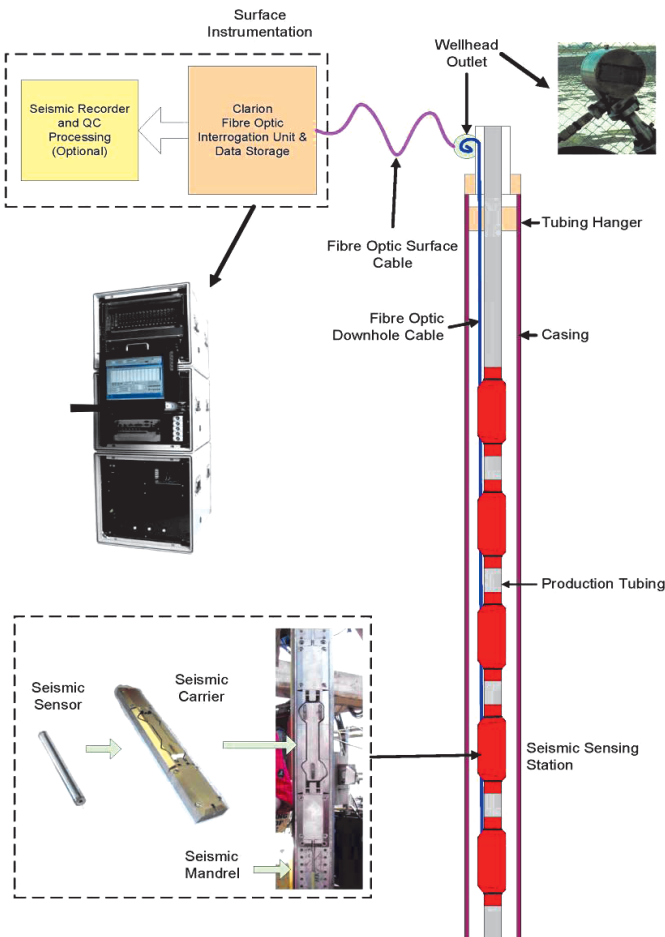 Surface
Instrumentation
Wellhead
Outlet
Seismic Recorder
and QC
Processing
(Optional)
Clarion
Fibre Optic
Interrogation Unit &
Data Storage
Fibre Optic Surface
Cable
Tubing Hanger
Fibre Optic
Downhole Cable
Casing
Production Tubing
Seismic
Sensor
Seismic
Carrier
Seismic Sensing
Station
Seismic
Mandrel